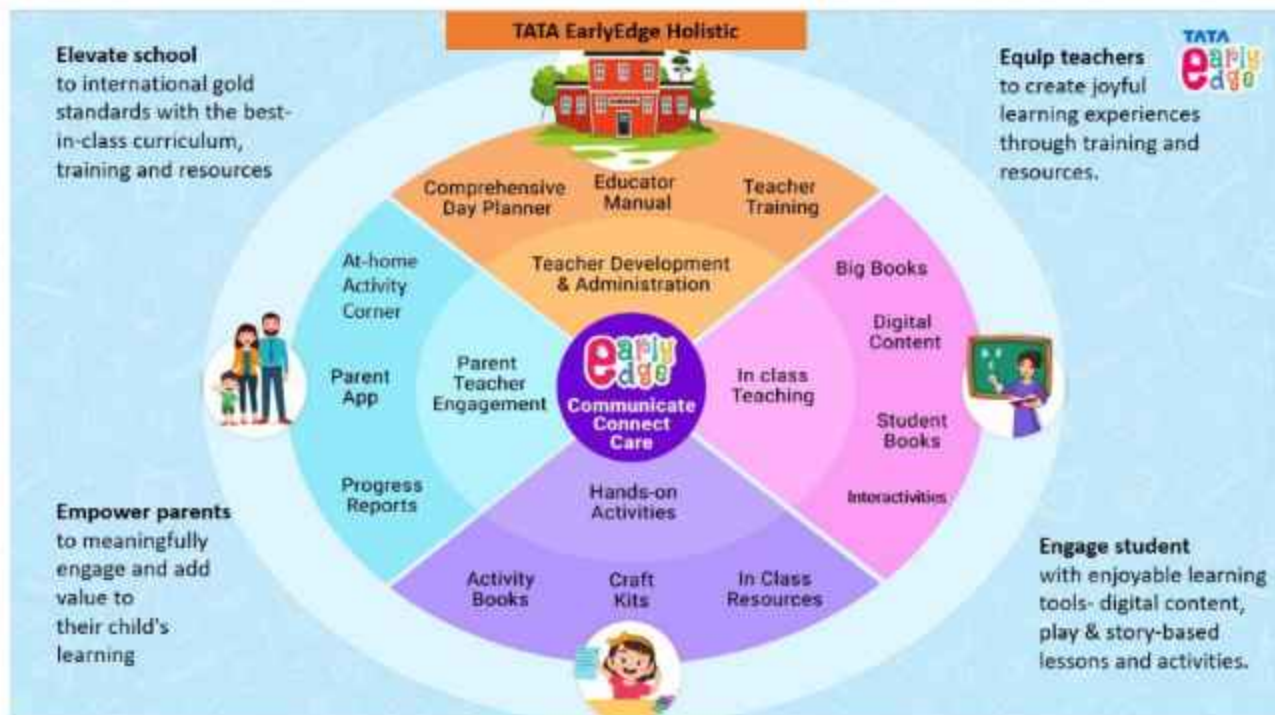 TATA EarlyEdge Holistic
Elevate school
to international gold
standards with the best-
in-class curriculum,
training and resources
Equip teachers
to create joyful
learning experiences
through training and
resources.
TATA
early
edge
Comprehensive
Day Planner
Educator
Manual
Teacher
Training
Teacher Development
& Administration
At-home
Activity
Corner
Parent
App
Progress
Reports
Parent
Teacher
Engagement
early
edge
Communicate
Connect
Care
In class
Teaching
Big Books
Digital
Content
Student
Books
Interactivities
Hands-on
Activities
Activity
Books
Craft
Kits
In Class
Resources
Empower parents
to meaningfully
engage and add
value to
their child's
learning
Engage student
with enjoyable learning
tools- digital content,
play & story-based
lessons and activities.